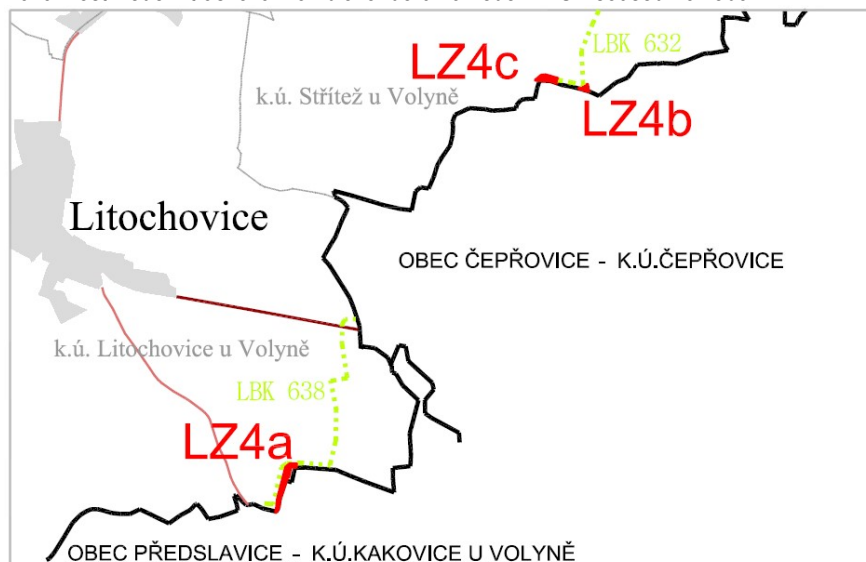 LBK 632
LZ4c
k.ú. Střítež u Volyně
LZ4b
Litochovice
OBEC ČEPŘOVICE - K.Ú.ČEPŘOVICE
k.ú. Litochovice u Volyně
LBK 638
LZ4a
OBEC PŘEDSLAVICE - K.Ú.KAKOVICE U VOLYNĚ